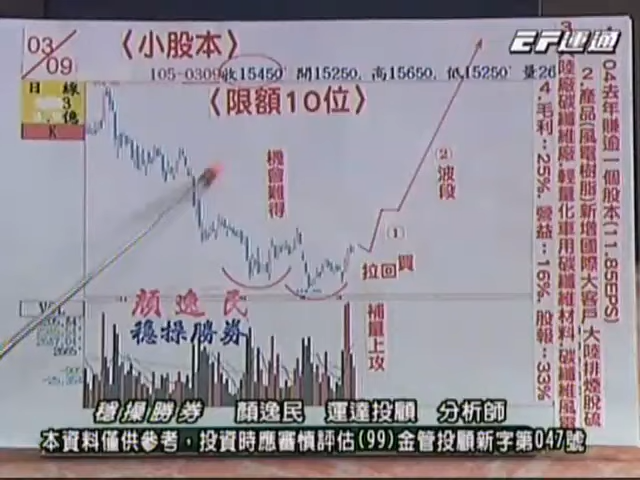 03/09
〈小股本〉
EF運通
105-0309收15450 開15250, 高15650, 低15250 量26
日 線
3
億
K
〈限額10位〉
機會難得
②波段
①
拉回買
補量上攻
顏逸民
穩操勝券
04去年賺逾一個股本(11.85EPS)
2.產品(風電樹脂)新增國際大客戶
大陸排煙脫硫
陸廠碳纖維廠.輕量化車用碳纖維材料.碳纖維風電
4.毛利…25%. 營益…16%. 股報…33%
穩操勝券 顏逸民 運達投顧 分析師
本資料僅供參考，投資時應審慎評估(99)金管投顧新字第047號